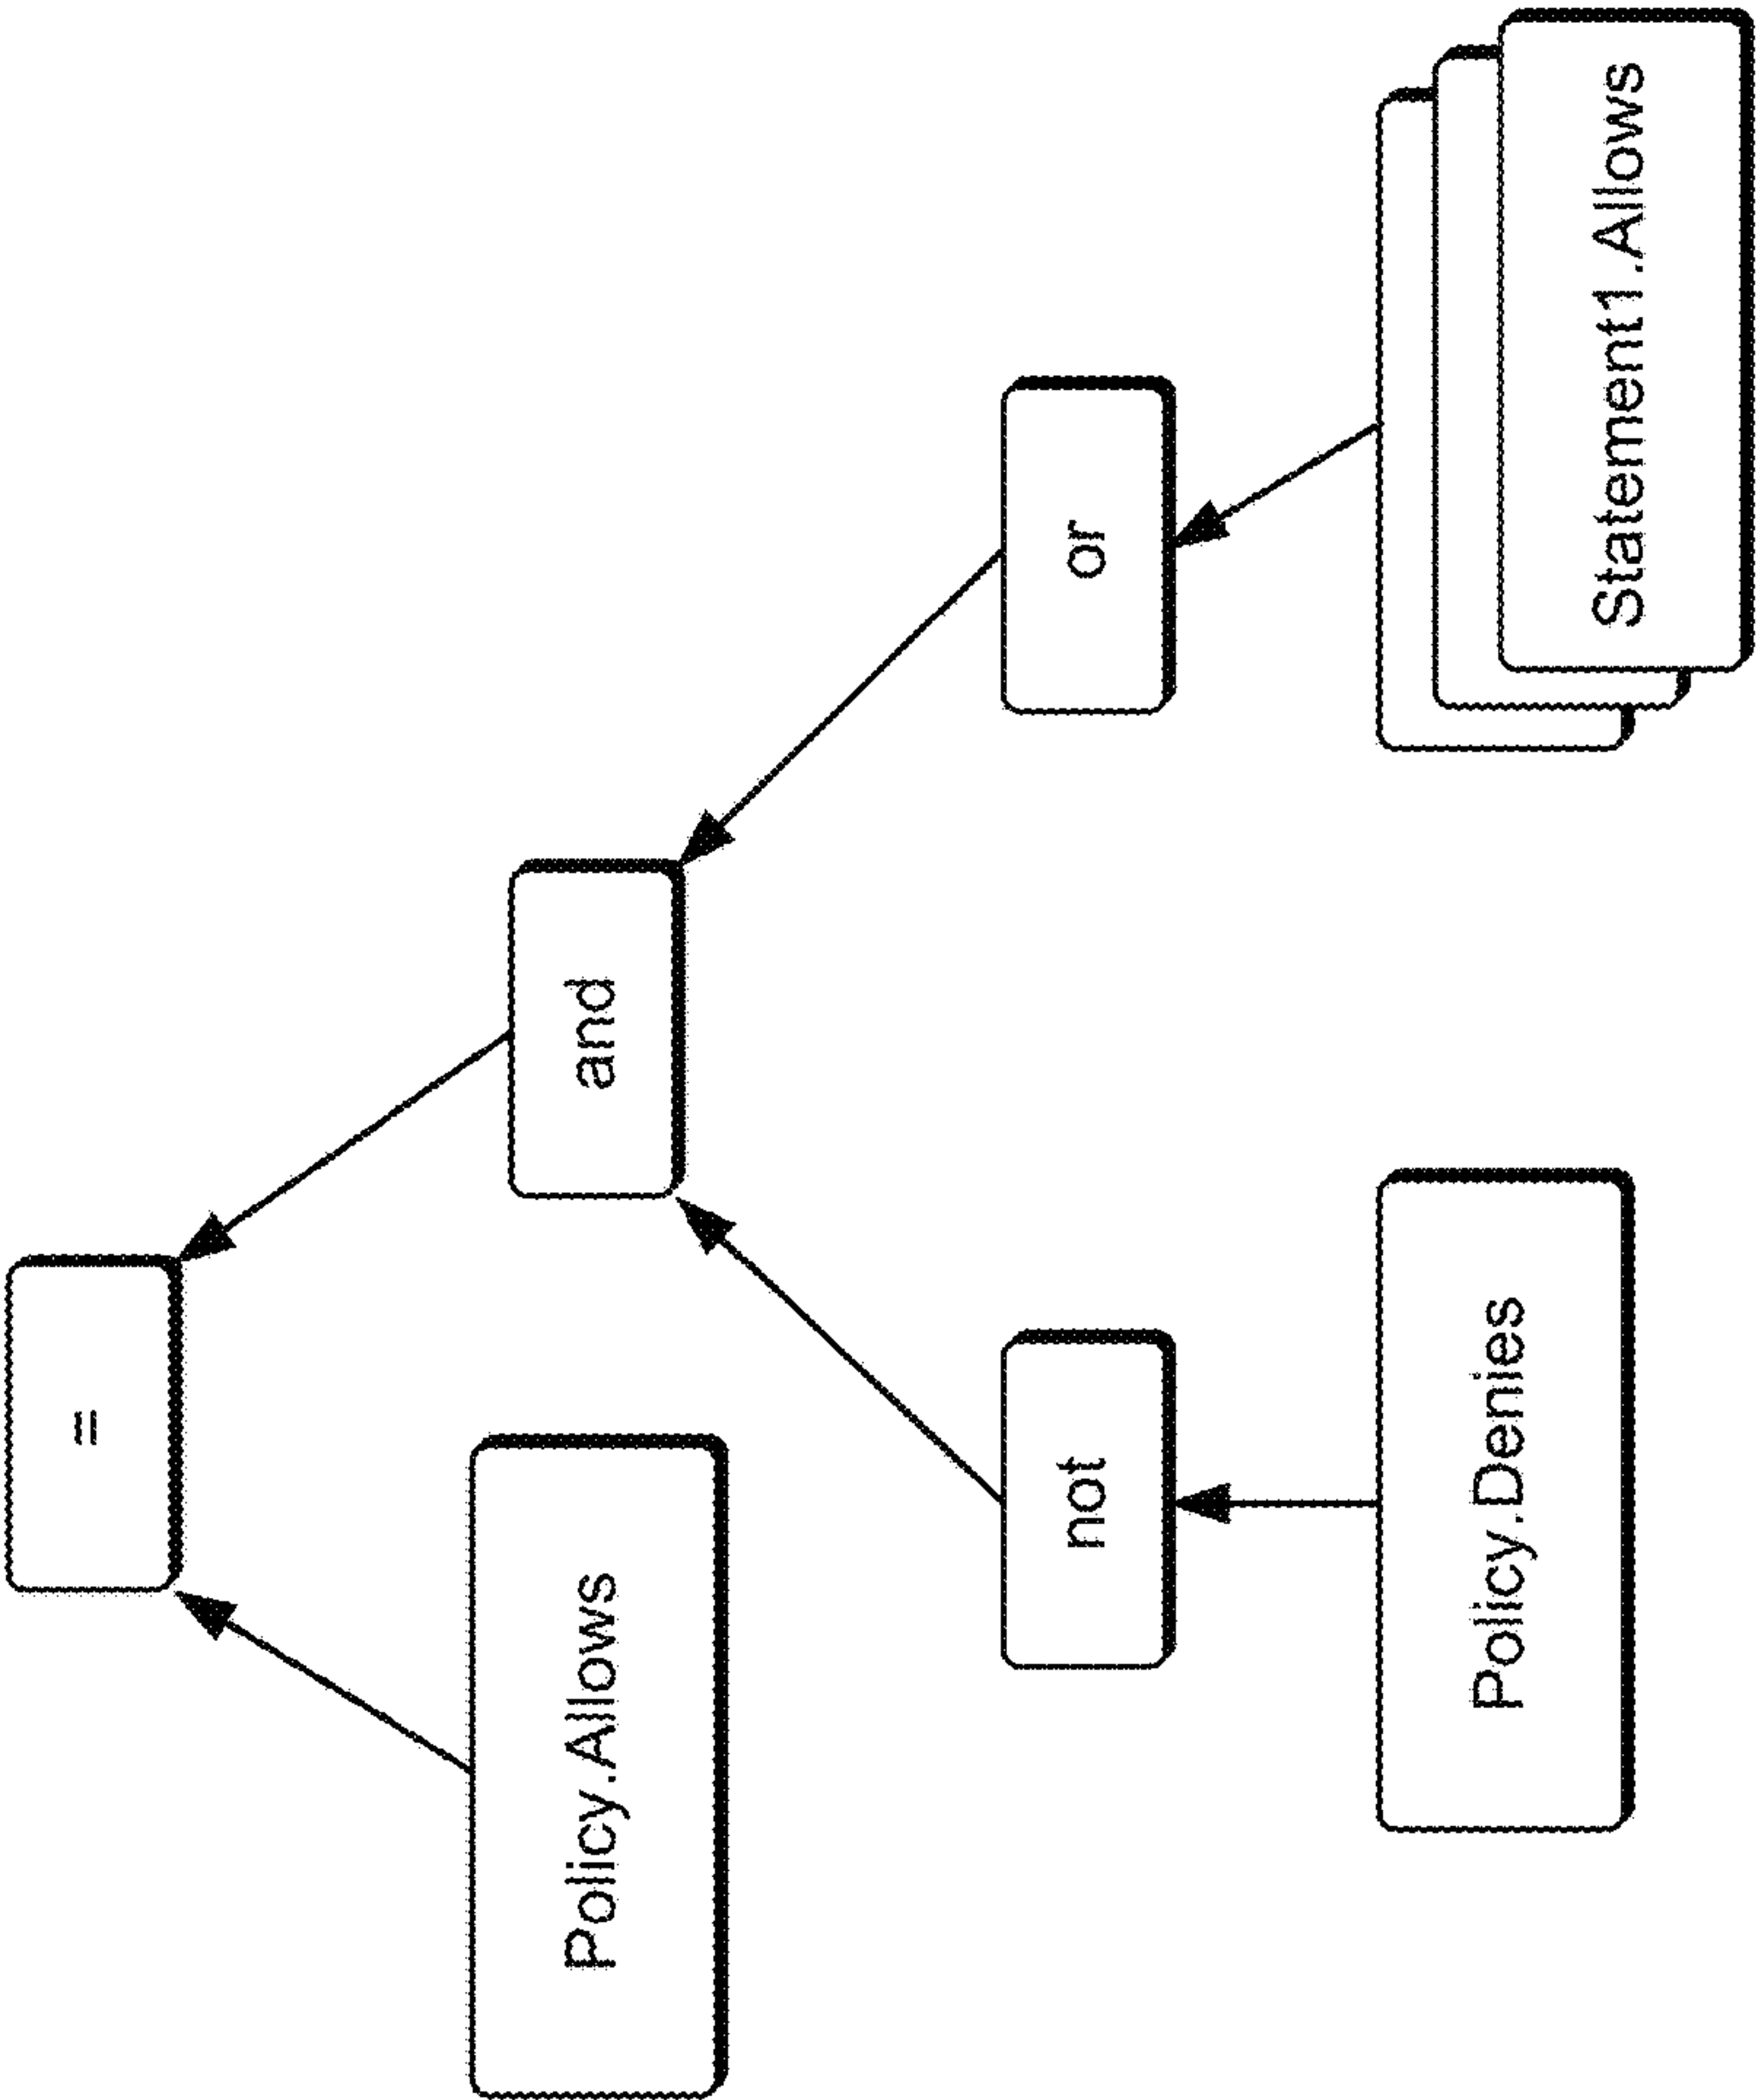 =
Policy.Allows
and
not
or
Policy.Denies
Statement1.Allows